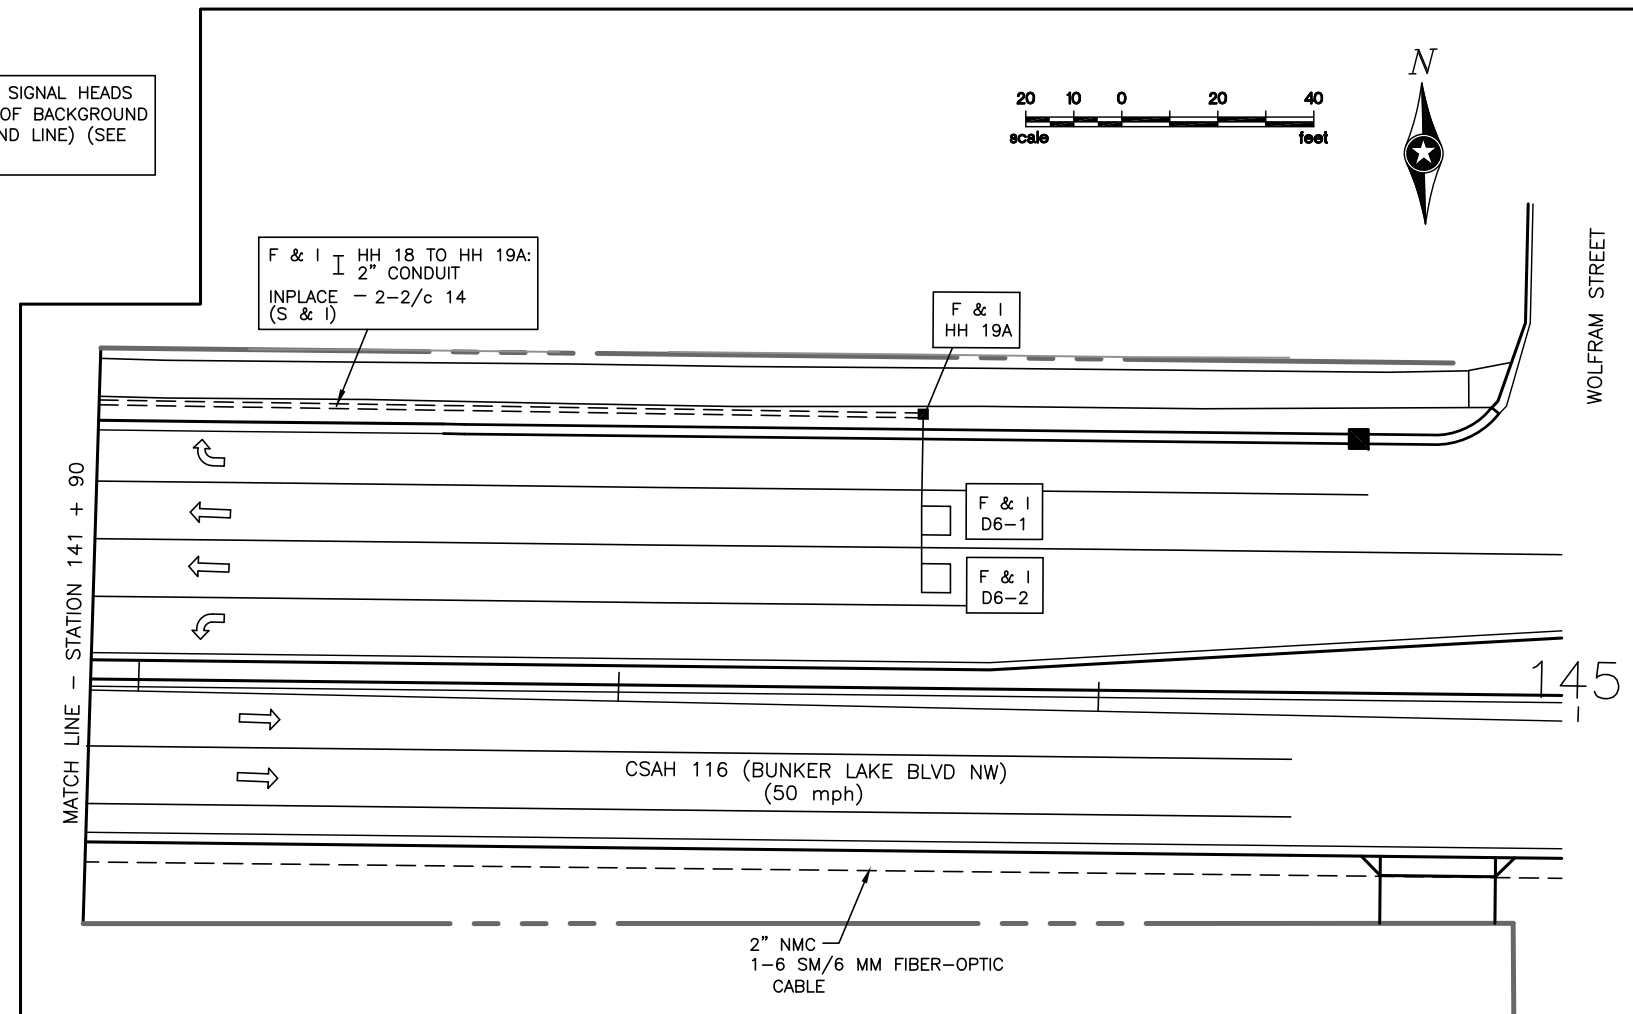 SIGNAL HEADS
OF BACKGROUND
ND LINE) (SEE
N
20 10 0 20 40
scale feet
WOLFRAM STREET
F & I HH 18 TO HH 19A:
2" CONDUIT
INPLACE - 2-2/c 14
(S & I)
F & I
HH 19A
MATCH LINE - STATION 141 + 90
F & I
D6-1
F & I
D6-2
145
CSAH 116 (BUNKER LAKE BLVD NW)
(50 mph)
2" NMC
1-6 SM/6 MM FIBER-OPTIC
CABLE